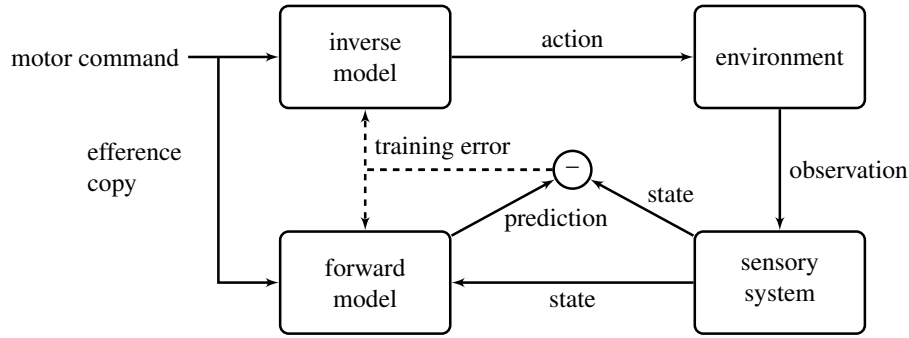 inverse
model
action
environment
motor command
training error
efference
copy
−
state
observation
prediction
forward
model
state
sensory
system